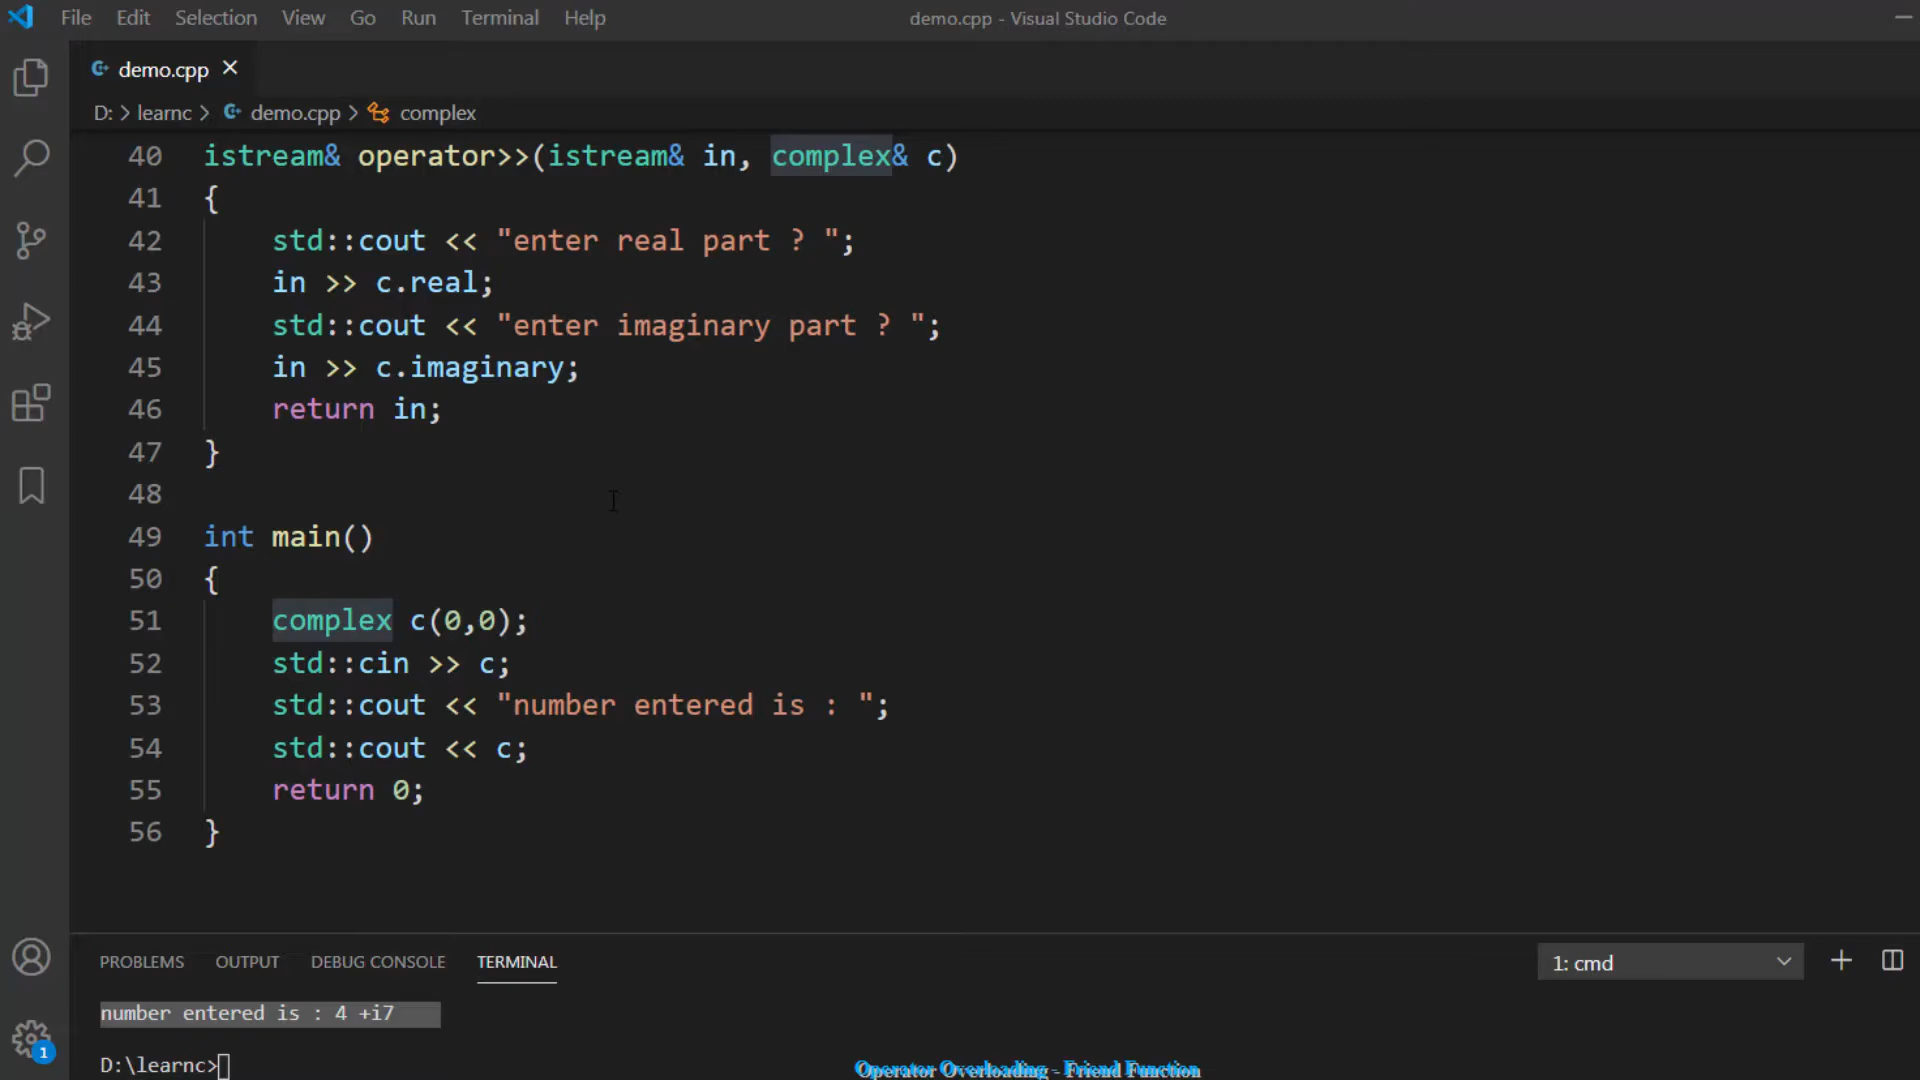 File Edit Selection View Go Run Terminal Help demo.cpp - Visual Studio Code
demo.cpp
D: > learnc > demo.cpp > complex
40 istream& operator>>(istream& in, complex& c)
41 {
42 std::cout << "enter real part ? ";
43 in >> c.real;
44 std::cout << "enter imaginary part ? ";
45 in >> c.imaginary;
46 return in;
47 }
48
49 int main()
50 {
51 complex c(0,0);
52 std::cin >> c;
53 std::cout << "number entered is : ";
54 std::cout << c;
55 return 0;
56 }
PROBLEMS OUTPUT DEBUG CONSOLE TERMINAL 1: cmd
number entered is : 4 +i7
1
D:\learnc>
Operator Overloading - Friend Function